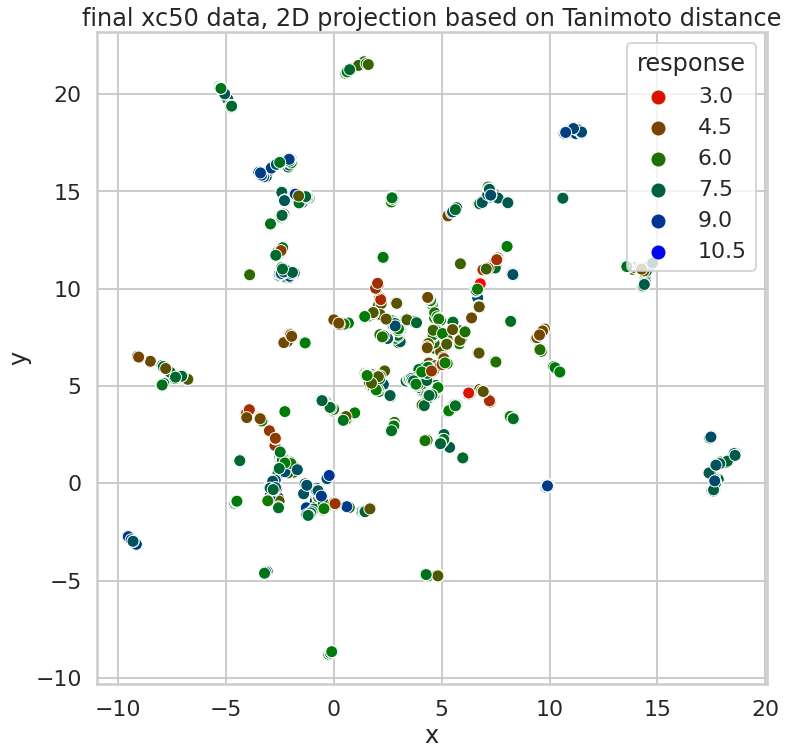 final xc50 data, 2D projection based on Tanimoto distance
response
3.0
4.5
6.0
7.5
9.0
10.5
20
15
10
5
0
−5
−10
y
−10 −5 0 5 10 15 20
x